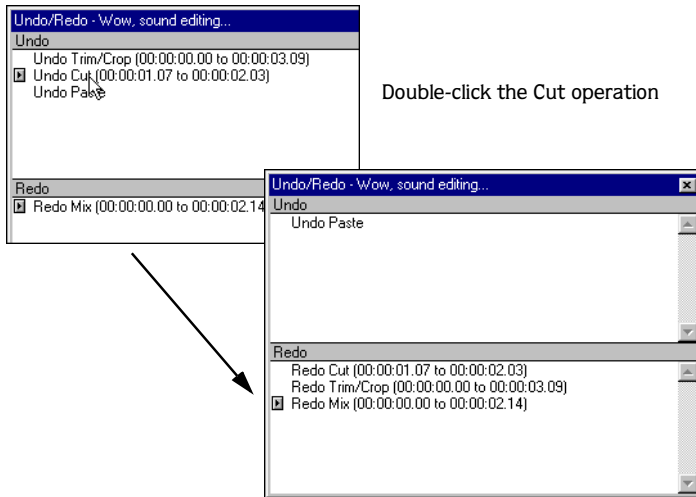 Undo/Redo - Wow, sound editing...
Undo
Undo Trim/Crop (00:00:00.00 to 00:00:03.09)
Undo Cut (00:00:01.07 to 00:00:02.03)
Undo Paste
Double-click the Cut operation
Redo
Redo Mix (00:00:00.00 to 00:00:02.14
Undo/Redo - Wow, sound editing...
Undo
Undo Paste
Redo
Redo Cut (00:00:01.07 to 00:00:02.03)
Redo Trim/Crop (00:00:00.00 to 00:00:03.09)
Redo Mix (00:00:00.00 to 00:00:02.14)